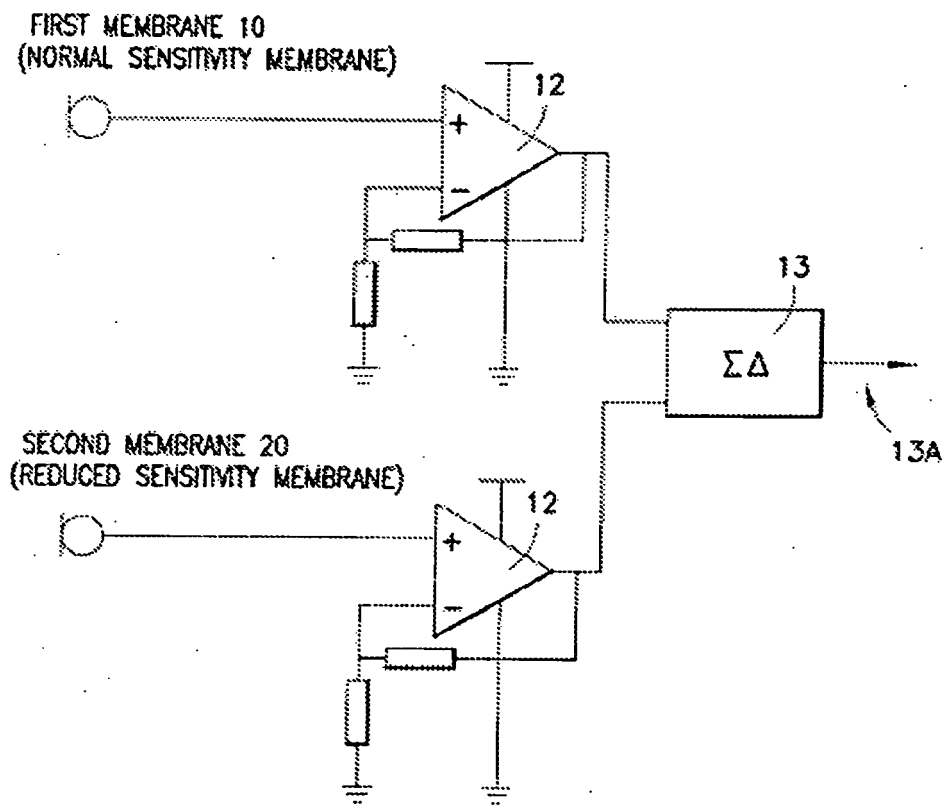 FIRST MEMBRANE 10
(NORMAL SENSITIVITY MEMBRANE)
12
+
−
13
ΣΔ
13A
SECOND MEMBRANE 20
(REDUCED SENSITIVITY MEMBRANE)
12
+
−